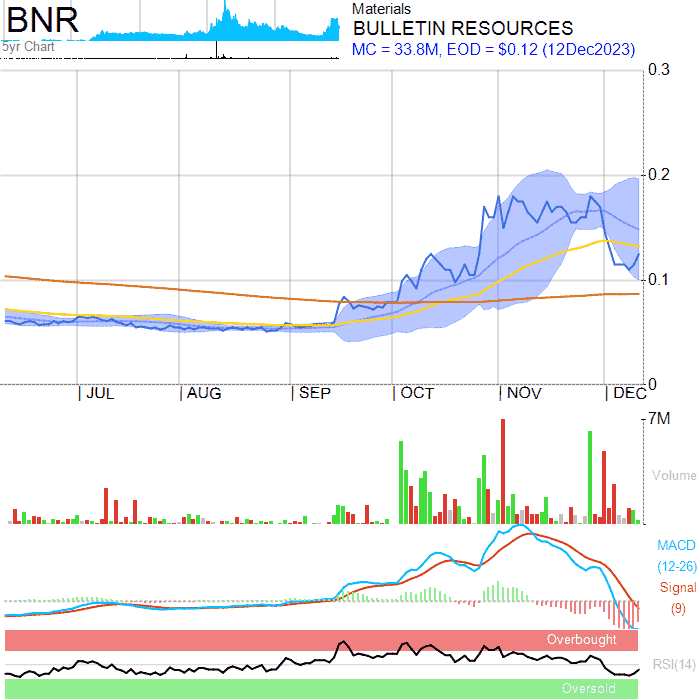 BNR
5yr Chart
Materials
BULLETIN RESOURCES
MC = 33.8M, EOD = $0.12 (12Dec2023)
0.3
0.2
0.1
0
JUL AUG SEP OCT NOV DEC
7M
Volume
MACD
(12-26)
Signal
(9)
Overbought
RSI(14)
Oversold